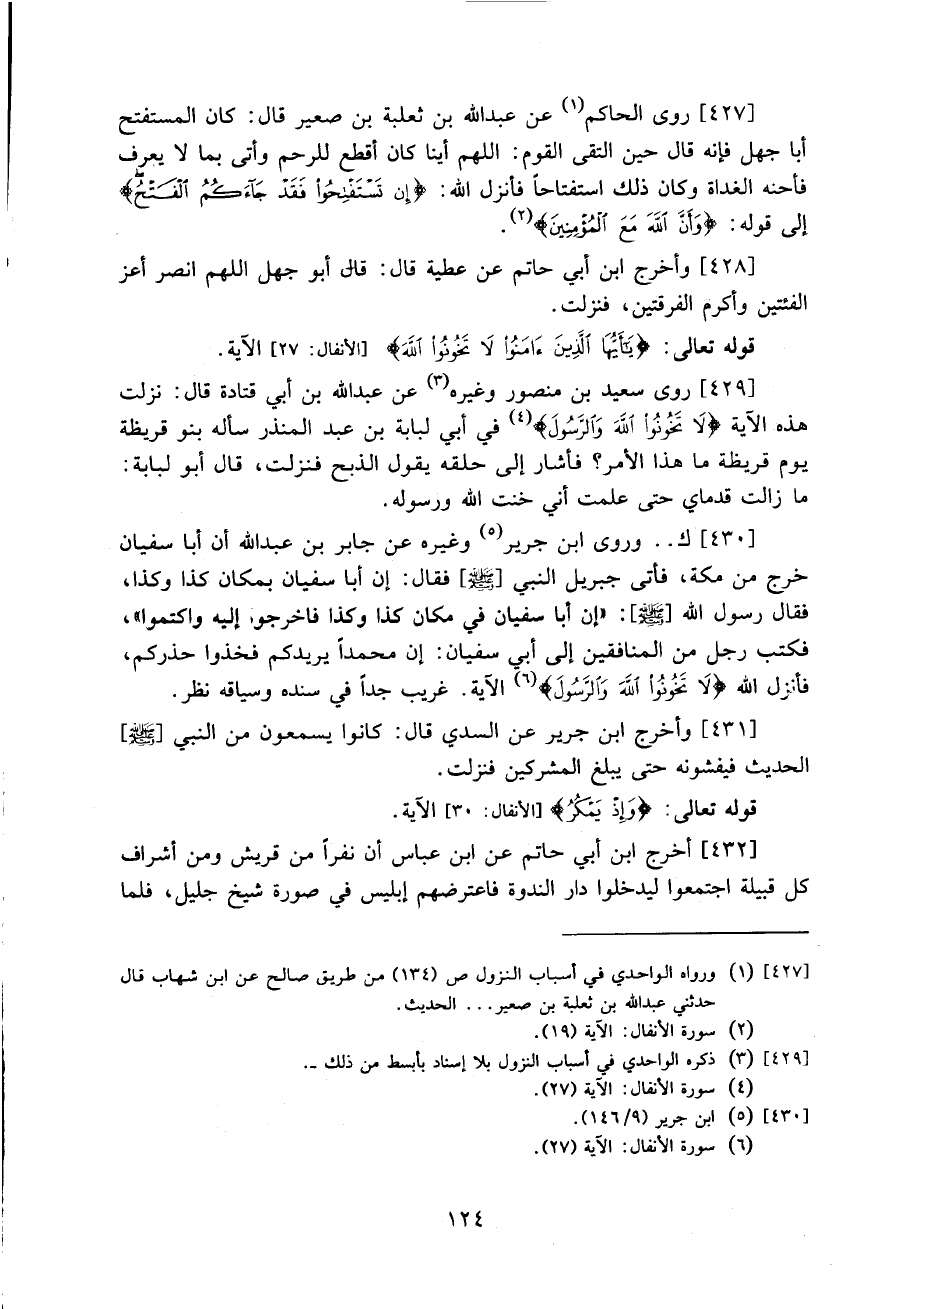 [٤٢٧] روى الحاكم(١) عن عبدالله بن ثعلبة بن صعير قال: كان المستفتح
أبا جهل فإنه قال حين التقى القوم: اللهم أينا كان أقطع للرحم وأتى بما لا يعرف
فأحنه الغداة وكان ذلك استفتاحاً فأنزل الله: ﴿إِن تَسْتَفْتِحُوا۟ فَقَدْ جَآءَكُمُ ٱلْفَتْحُ﴾
إلى قوله: ﴿وَأَنَّ ٱللَّهَ مَعَ ٱلْمُؤْمِنِينَ﴾(٢).
[٤٢٨] وأخرج ابن أبي حاتم عن عطية قال: قال أبو جهل اللهم انصر أعز
الفئتين وأكرم الفرقتين، فنزلت.
قوله تعالى: ﴿يَٰٓأَيُّهَا ٱلَّذِينَ ءَامَنُوا۟ لَا تَخُونُوا۟ ٱللَّهَ﴾ [الأنفال: ٢٧] الآية.
[٤٢٩] روى سعيد بن منصور وغيره(٣) عن عبدالله بن أبي قتادة قال: نزلت
هذه الآية ﴿لَا تَخُونُوا۟ ٱللَّهَ وَٱلرَّسُولَ﴾(٤) في أبي لبابة بن عبد المنذر سأله بنو قريظة
يوم قريظة ما هذا الأمر؟ فأشار إلى حلقه يقول الذبح فنزلت، قال أبو لبابة:
ما زالت قدماي حتى علمت أني خنت الله ورسوله.
[٤٣٠] ك.. وروى ابن جرير(٥) وغيره عن جابر بن عبدالله أن أبا سفيان
خرج من مكة، فأتى جبريل النبي [ﷺ] فقال: إن أبا سفيان بمكان كذا وكذا،
فقال رسول الله [ﷺ]: «إن أبا سفيان في مكان كذا وكذا فاخرجوا إليه واكتموا»،
فكتب رجل من المنافقين إلى أبي سفيان: إن محمداً يريدكم فخذوا حذركم،
فأنزل الله ﴿لَا تَخُونُوا۟ ٱللَّهَ وَٱلرَّسُولَ﴾(٦) الآية. غريب جداً في سنده وسياقه نظر.
[٤٣١] وأخرج ابن جرير عن السدي قال: كانوا يسمعون من النبي [ﷺ]
الحديث فيفشونه حتى يبلغ المشركين فنزلت.
قوله تعالى: ﴿وَإِذْ يَمْكُرُ﴾ [الأنفال: ٣٠] الآية.
[٤٣٢] أخرج ابن أبي حاتم عن ابن عباس أن نفراً من قريش ومن أشراف
كل قبيلة اجتمعوا ليدخلوا دار الندوة فاعترضهم إبليس في صورة شيخ جليل، فلما
[٤٢٧] (١) ورواه الواحدي في أسباب النزول ص (١٣٤) من طريق صالح عن ابن شهاب قال
حدثني عبدالله بن ثعلبة بن صعير... الحديث.
(٢) سورة الأنفال: الآية (١٩).
[٤٢٩] (٣) ذكره الواحدي في أسباب النزول بلا إسناد بأبسط من ذلك -.
(٤) سورة الأنفال: الآية (٢٧).
[٤٣٠] (٥) ابن جرير (١٤٦/٩).
(٦) سورة الأنفال: الآية (٢٧).
١٢٤